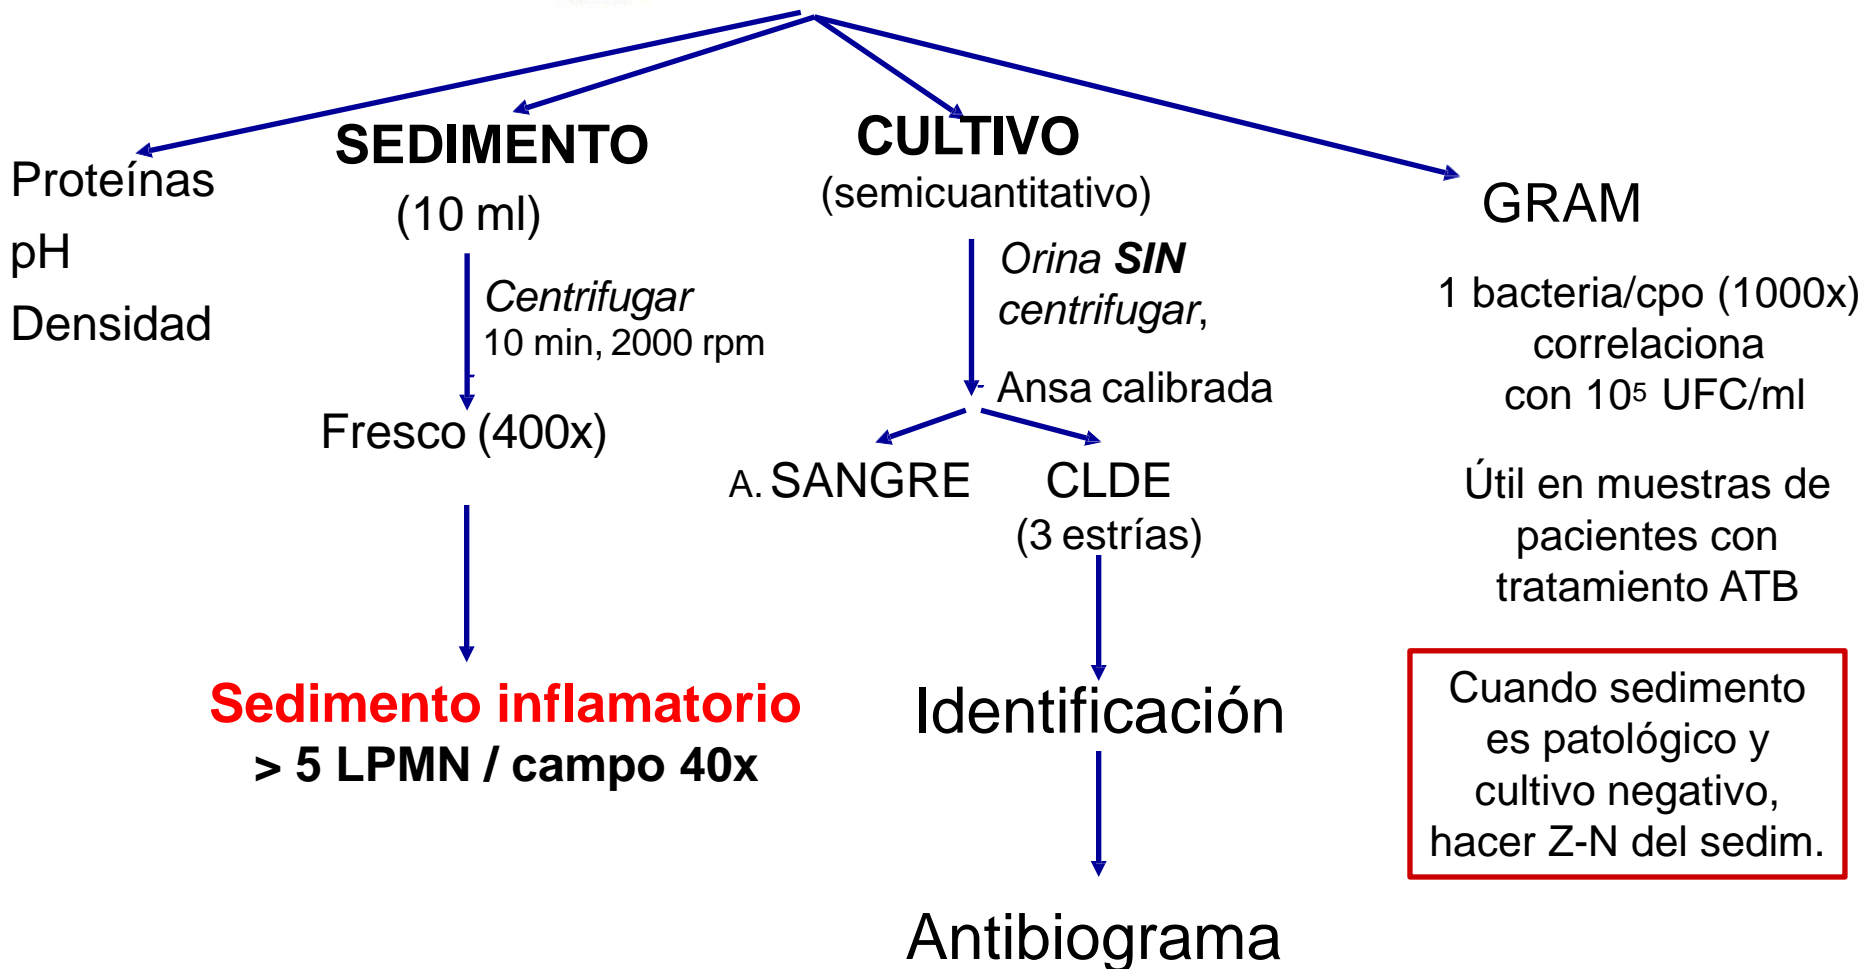 Proteínas
pH
Densidad
SEDIMENTO
(10 ml)
Centrifugar
10 min, 2000 rpm
Fresco (400x)
Sedimento inflamatorio
> 5 LPMN / campo 40x
CULTIVO
(semicuantitativo)
Orina SIN
centrifugar,
Ansa calibrada
A. SANGRE
CLDE
(3 estrías)
Identificación
Antibiograma
GRAM
1 bacteria/cpo (1000x)
correlaciona
con 10⁵ UFC/ml
Útil en muestras de
pacientes con
tratamiento ATB
Cuando sedimento
es patológico y
cultivo negativo,
hacer Z-N del sedim.